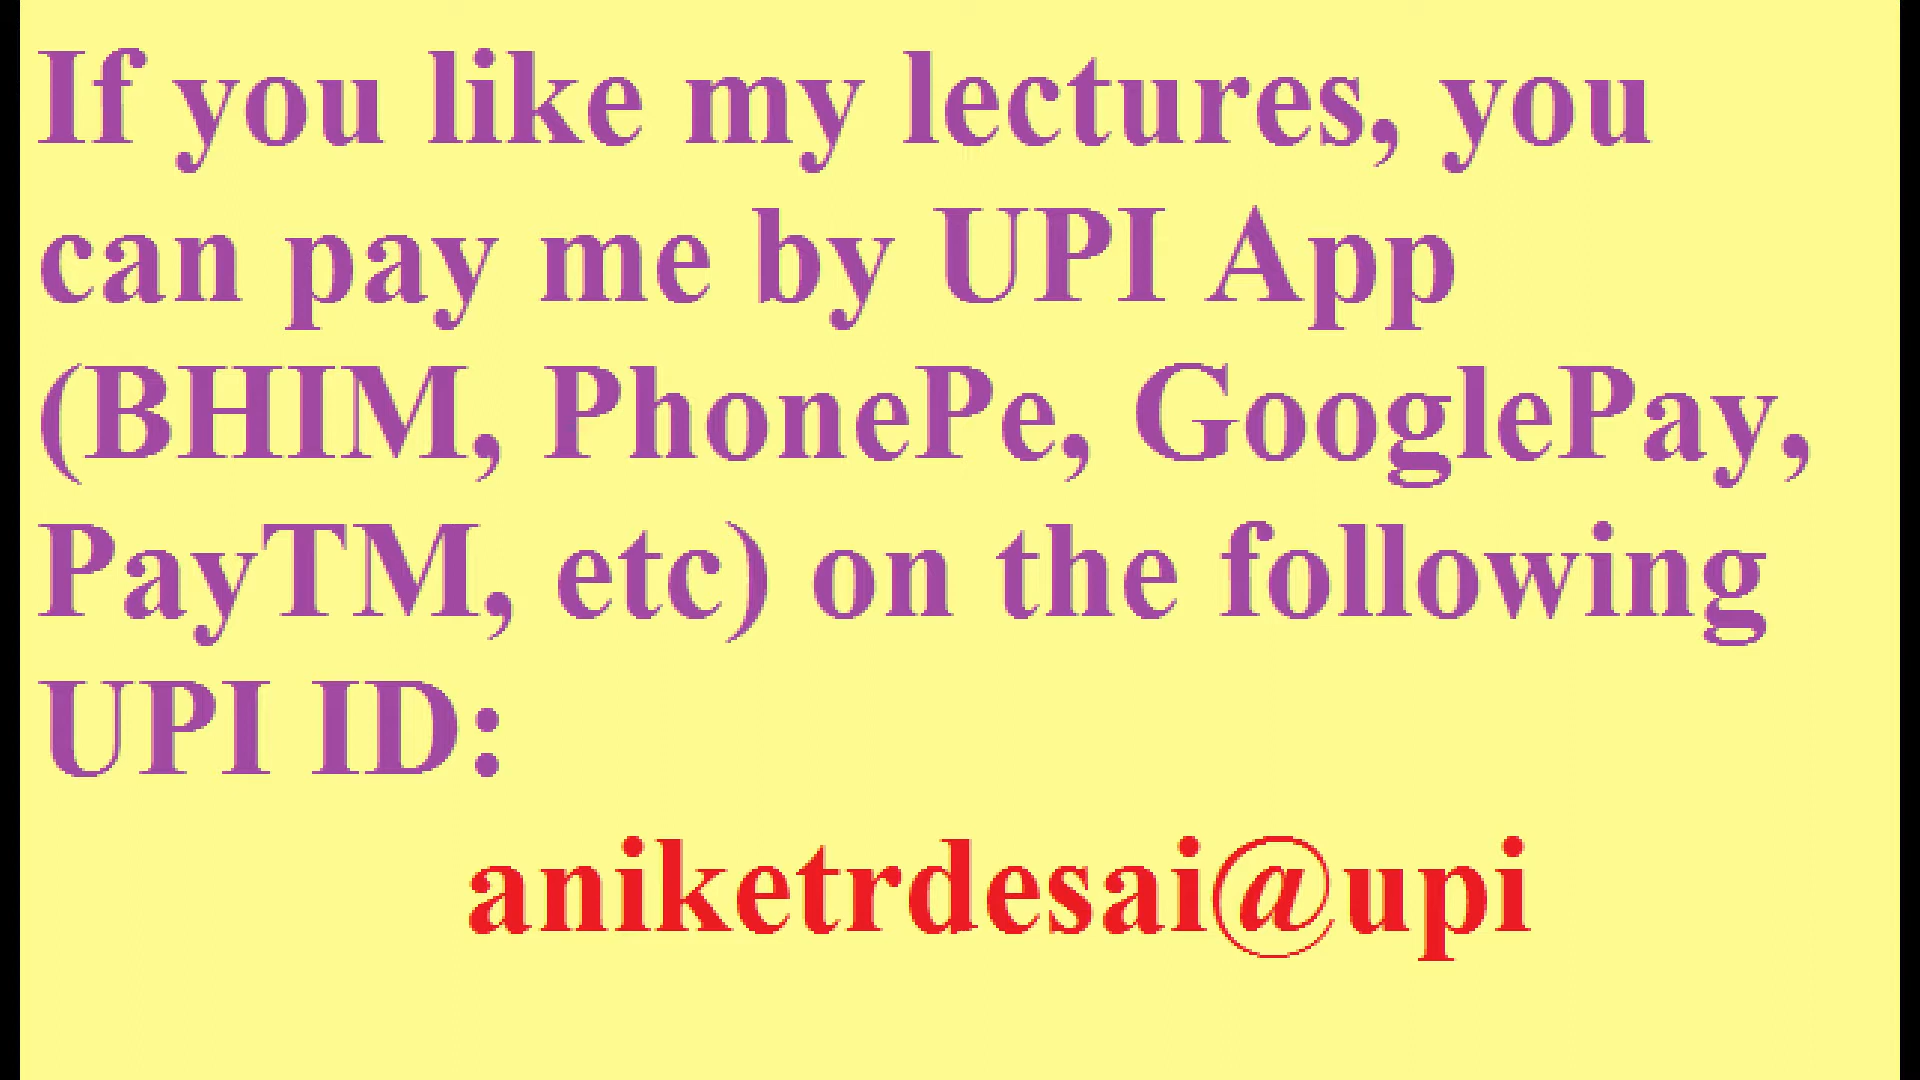 If you like my lectures, you
can pay me by UPI App
(BHIM, PhonePe, GooglePay,
PayTM, etc) on the following
UPI ID:
aniketrdesai@upi